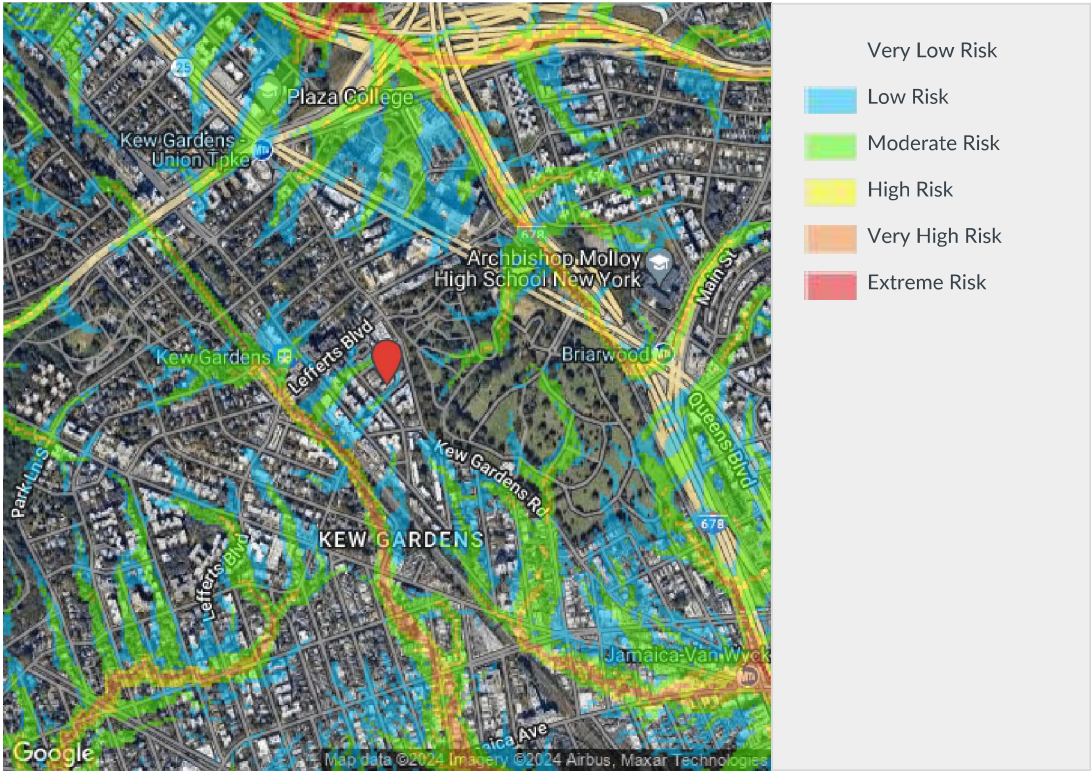 25
Plaza College
Kew Gardens -
Union Tpke
678
Archbishop Molloy
High School New York
Main St
Briarwood
Kew Gardens
Lefferts Blvd
Queens Blvd
Park Ln S
Kew Gardens Rd
678
KEW GARDENS
Lefferts Blvd
Jamaica-Van Wyck
aica Ave
Google
Map data ©2024 Imagery ©2024 Airbus, Maxar Technologies
Very Low Risk
Low Risk
Moderate Risk
High Risk
Very High Risk
Extreme Risk